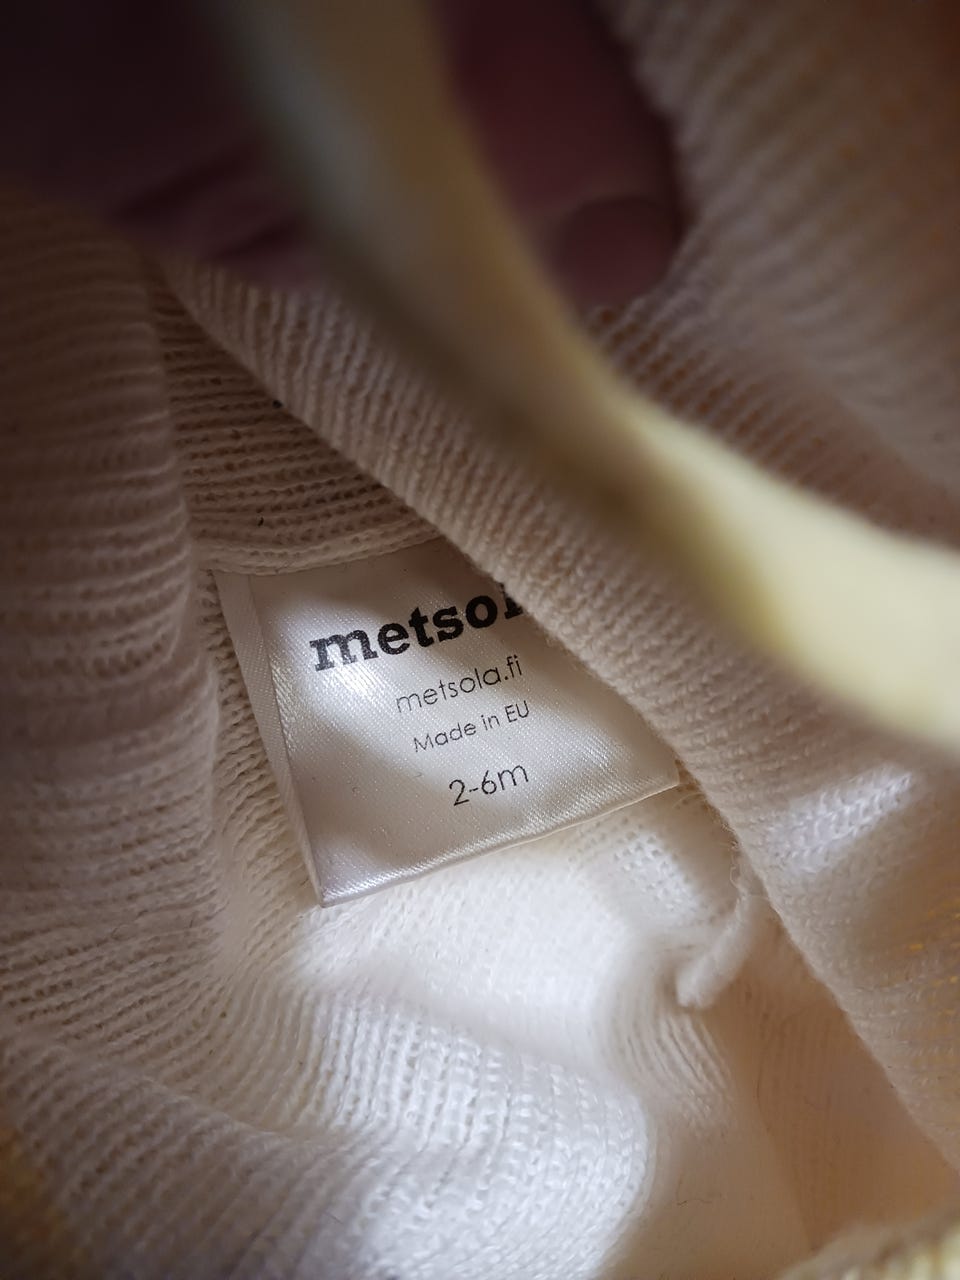 metsol
metsola.fi
Made in EU
2-6m